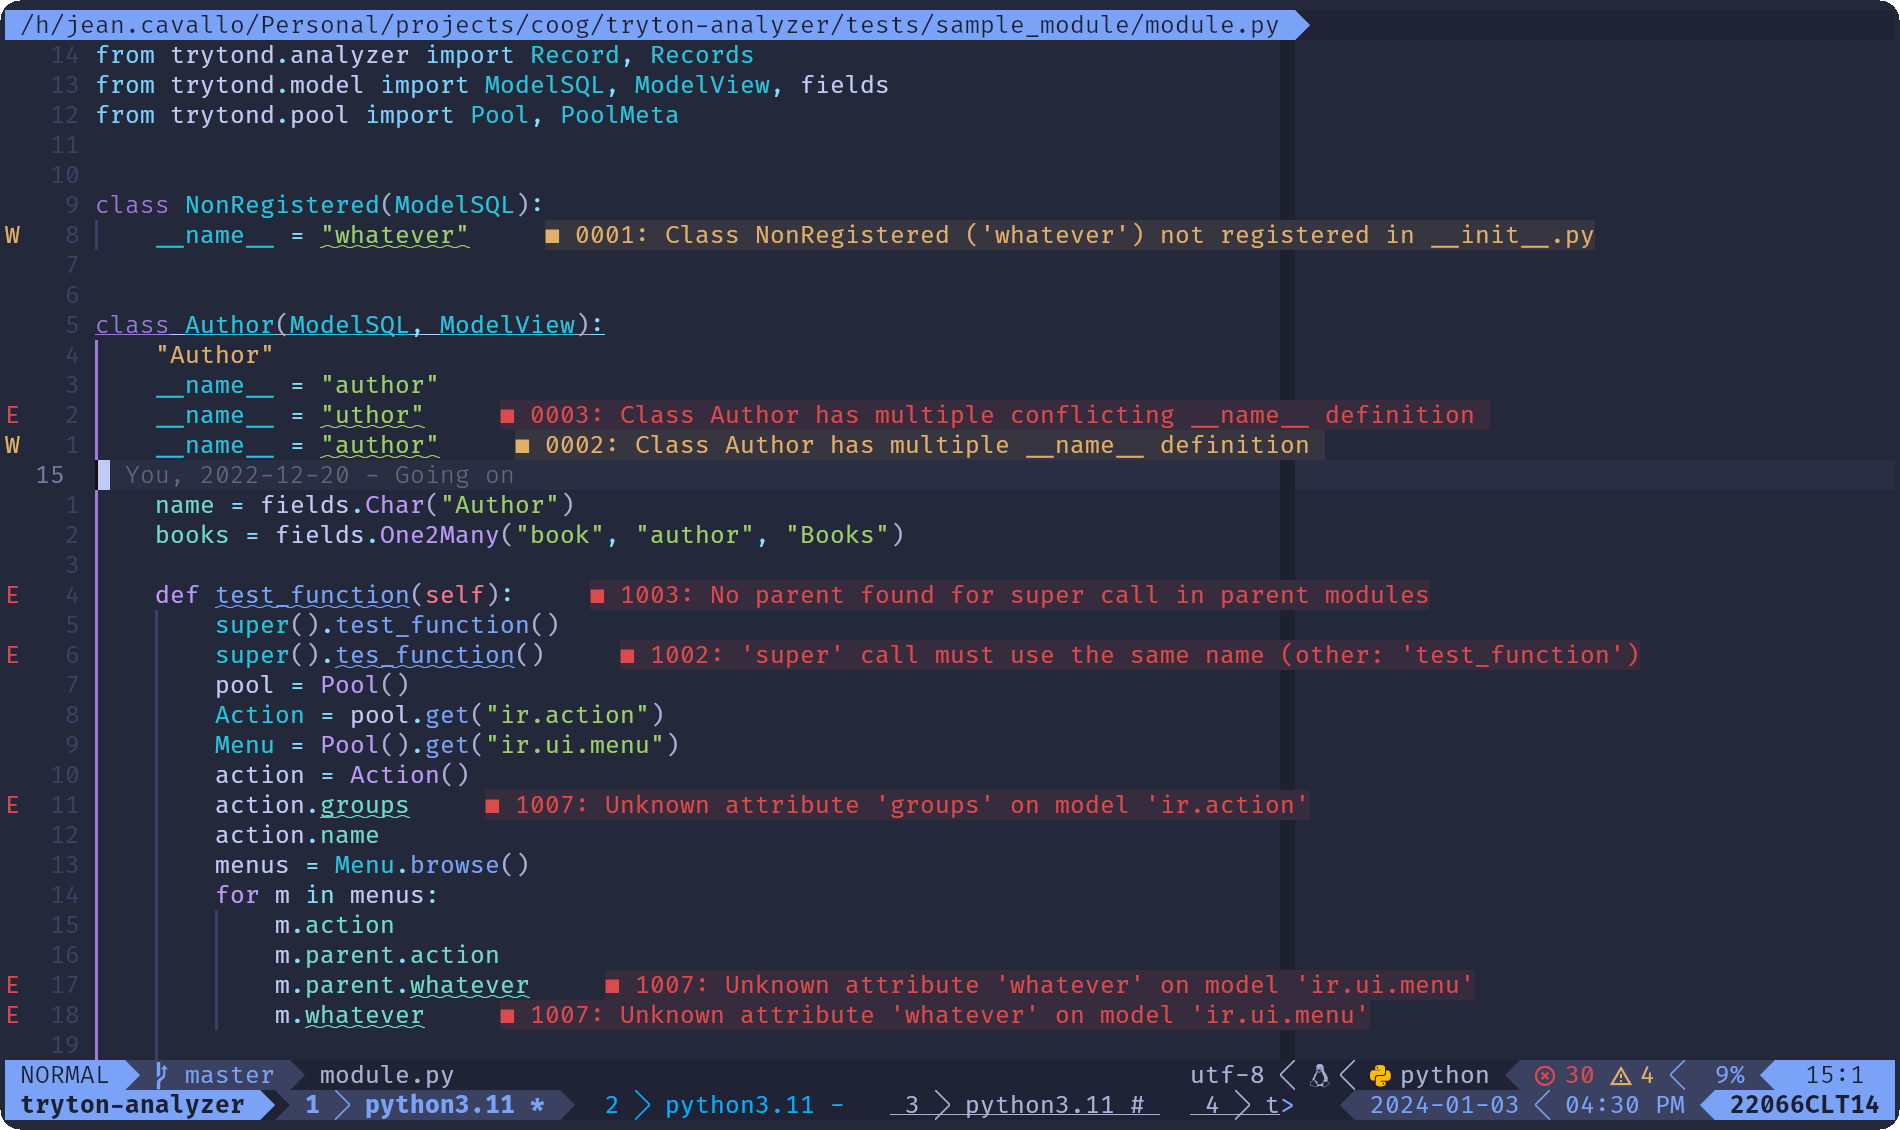 /h/jean.cavallo/Personal/projects/coog/tryton-analyzer/tests/sample_module/module.py
14 from trytond.analyzer import Record, Records
13 from trytond.model import ModelSQL, ModelView, fields
12 from trytond.pool import Pool, PoolMeta
11
10
9 class NonRegistered(ModelSQL):
W 8     __name__ = "whatever"     ■ 0001: Class NonRegistered ('whatever') not registered in __init__.py
7
6
5 class Author(ModelSQL, ModelView):
4     "Author"
3     __name__ = "author"
E 2     __name__ = "uthor"     ■ 0003: Class Author has multiple conflicting __name__ definition
W 1     __name__ = "author"     ■ 0002: Class Author has multiple __name__ definition
15   You, 2022-12-20 - Going on
1     name = fields.Char("Author")
2     books = fields.One2Many("book", "author", "Books")
3
E 4     def test_function(self):     ■ 1003: No parent found for super call in parent modules
5         super().test_function()
E 6         super().tes_function()     ■ 1002: 'super' call must use the same name (other: 'test_function')
7         pool = Pool()
8         Action = pool.get("ir.action")
9         Menu = Pool().get("ir.ui.menu")
10         action = Action()
E 11         action.groups     ■ 1007: Unknown attribute 'groups' on model 'ir.action'
12         action.name
13         menus = Menu.browse()
14         for m in menus:
15             m.action
16             m.parent.action
E 17             m.parent.whatever     ■ 1007: Unknown attribute 'whatever' on model 'ir.ui.menu'
E 18             m.whatever     ■ 1007: Unknown attribute 'whatever' on model 'ir.ui.menu'
19
NORMAL master module.py utf-8 python 30 4 9% 15:1
tryton-analyzer 1 python3.11 * 2 python3.11 - 3 python3.11 # 4 t> 2024-01-03 04:30 PM 22066CLT14